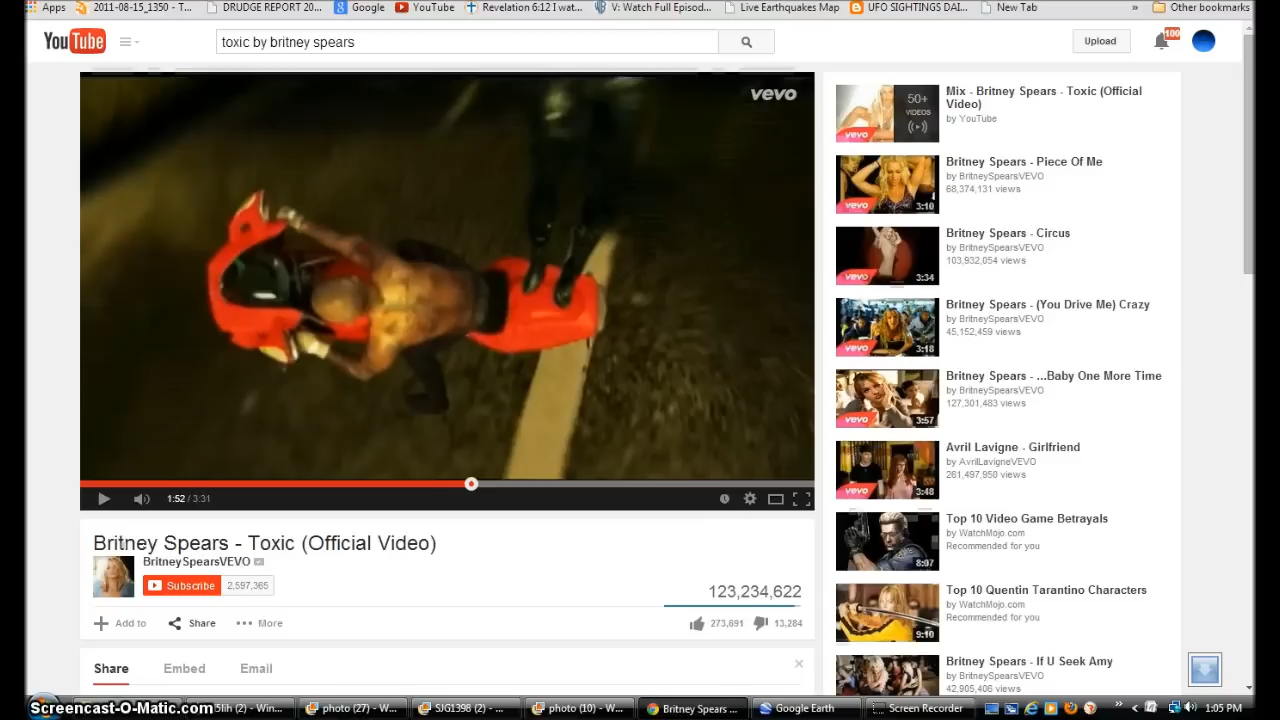 Apps 2011-08-15_1350 - T... DRUDGE REPORT 20... Google YouTube Revelation 6:12 I wat... V: Watch Full Episod... Live Earthquakes Map UFO SIGHTINGS DAI... New Tab » Other bookmarks
YouTube toxic by britney spears Upload 100
vevo
1:52 / 3:31
Britney Spears - Toxic (Official Video)
BritneySpearsVEVO
Subscribe 2,597,365
123,234,622
Add to Share More 273,691 13,284
Share Embed Email
50+
VIDEOS
vevo
Mix - Britney Spears - Toxic (Official
Video)
by YouTube
vevo 3:10
Britney Spears - Piece Of Me
by BritneySpearsVEVO
68,374,131 views
vevo 3:34
Britney Spears - Circus
by BritneySpearsVEVO
103,932,054 views
vevo 3:18
Britney Spears - (You Drive Me) Crazy
by BritneySpearsVEVO
45,152,459 views
vevo 3:57
Britney Spears - ...Baby One More Time
by BritneySpearsVEVO
127,301,483 views
vevo 3:48
Avril Lavigne - Girlfriend
by AvrilLavigneVEVO
261,497,950 views
8:07
Top 10 Video Game Betrayals
by WatchMojo.com
Recommended for you
9:10
Top 10 Quentin Tarantino Characters
by WatchMojo.com
Recommended for you
Britney Spears - If U Seek Amy
by BritneySpearsVEVO
42,905,406 views
Screencast-O-Matic.com - Win... photo (27) - W... SJG1398 (2) - ... photo (10) - W... Britney Spears ... Google Earth Screen Recorder » 1:05 PM